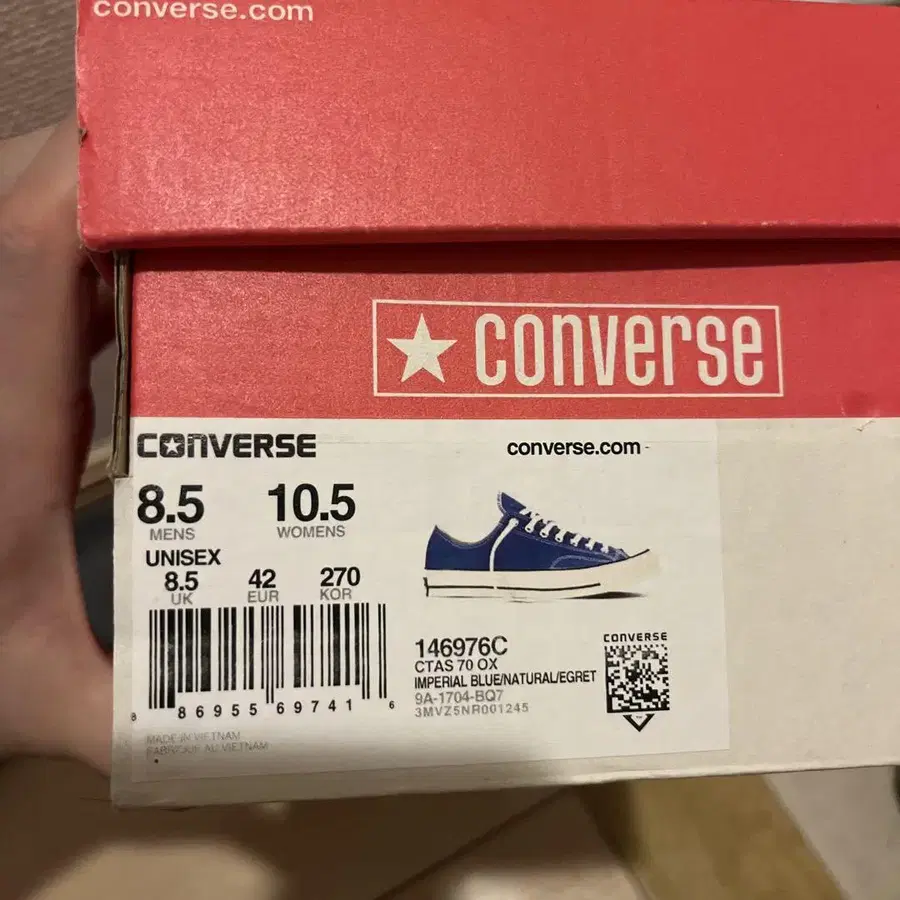 converse.com
converse
CONVERSE
converse.com
8.5 10.5
MENS WOMENS
UNISEX
8.5 42 270
UK EUR KOR
8 86955 69741 6
MADE IN VIETNAM
FABRIQUE AU VIETNAM
146976C
CTAS 70 OX
IMPERIAL BLUE/NATURAL/EGRET
9A-1704-BQ7
3MVZ5NR001245
CONVERSE